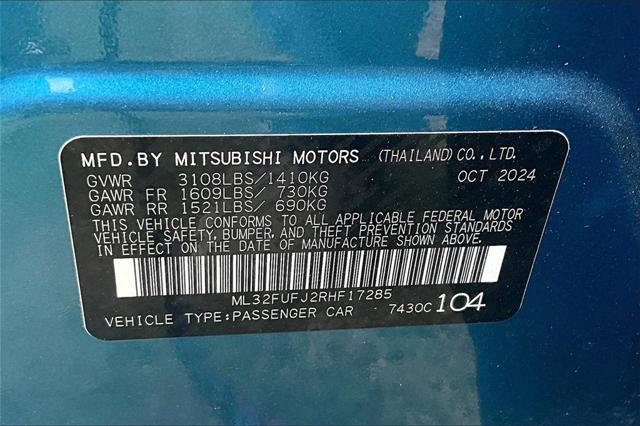 MFD.BY MITSUBISHI MOTORS (THAILAND) CO., LTD.
GVWR 3108LBS/1410KG OCT 2024
GAWR FR 1609LBS/ 730KG
GAWR RR 1521LBS/ 690KG
THIS VEHICLE CONFORMS TO ALL APPLICABLE FEDERAL MOTOR
VEHICLE SAFETY, BUMPER, AND THEFT PREVENTION STANDARDS
IN EFFECT ON THE DATE OF MANUFACTURE SHOWN ABOVE.
ML32FUFJ2RHF17285
VEHICLE TYPE:PASSENGER CAR 7430C 104